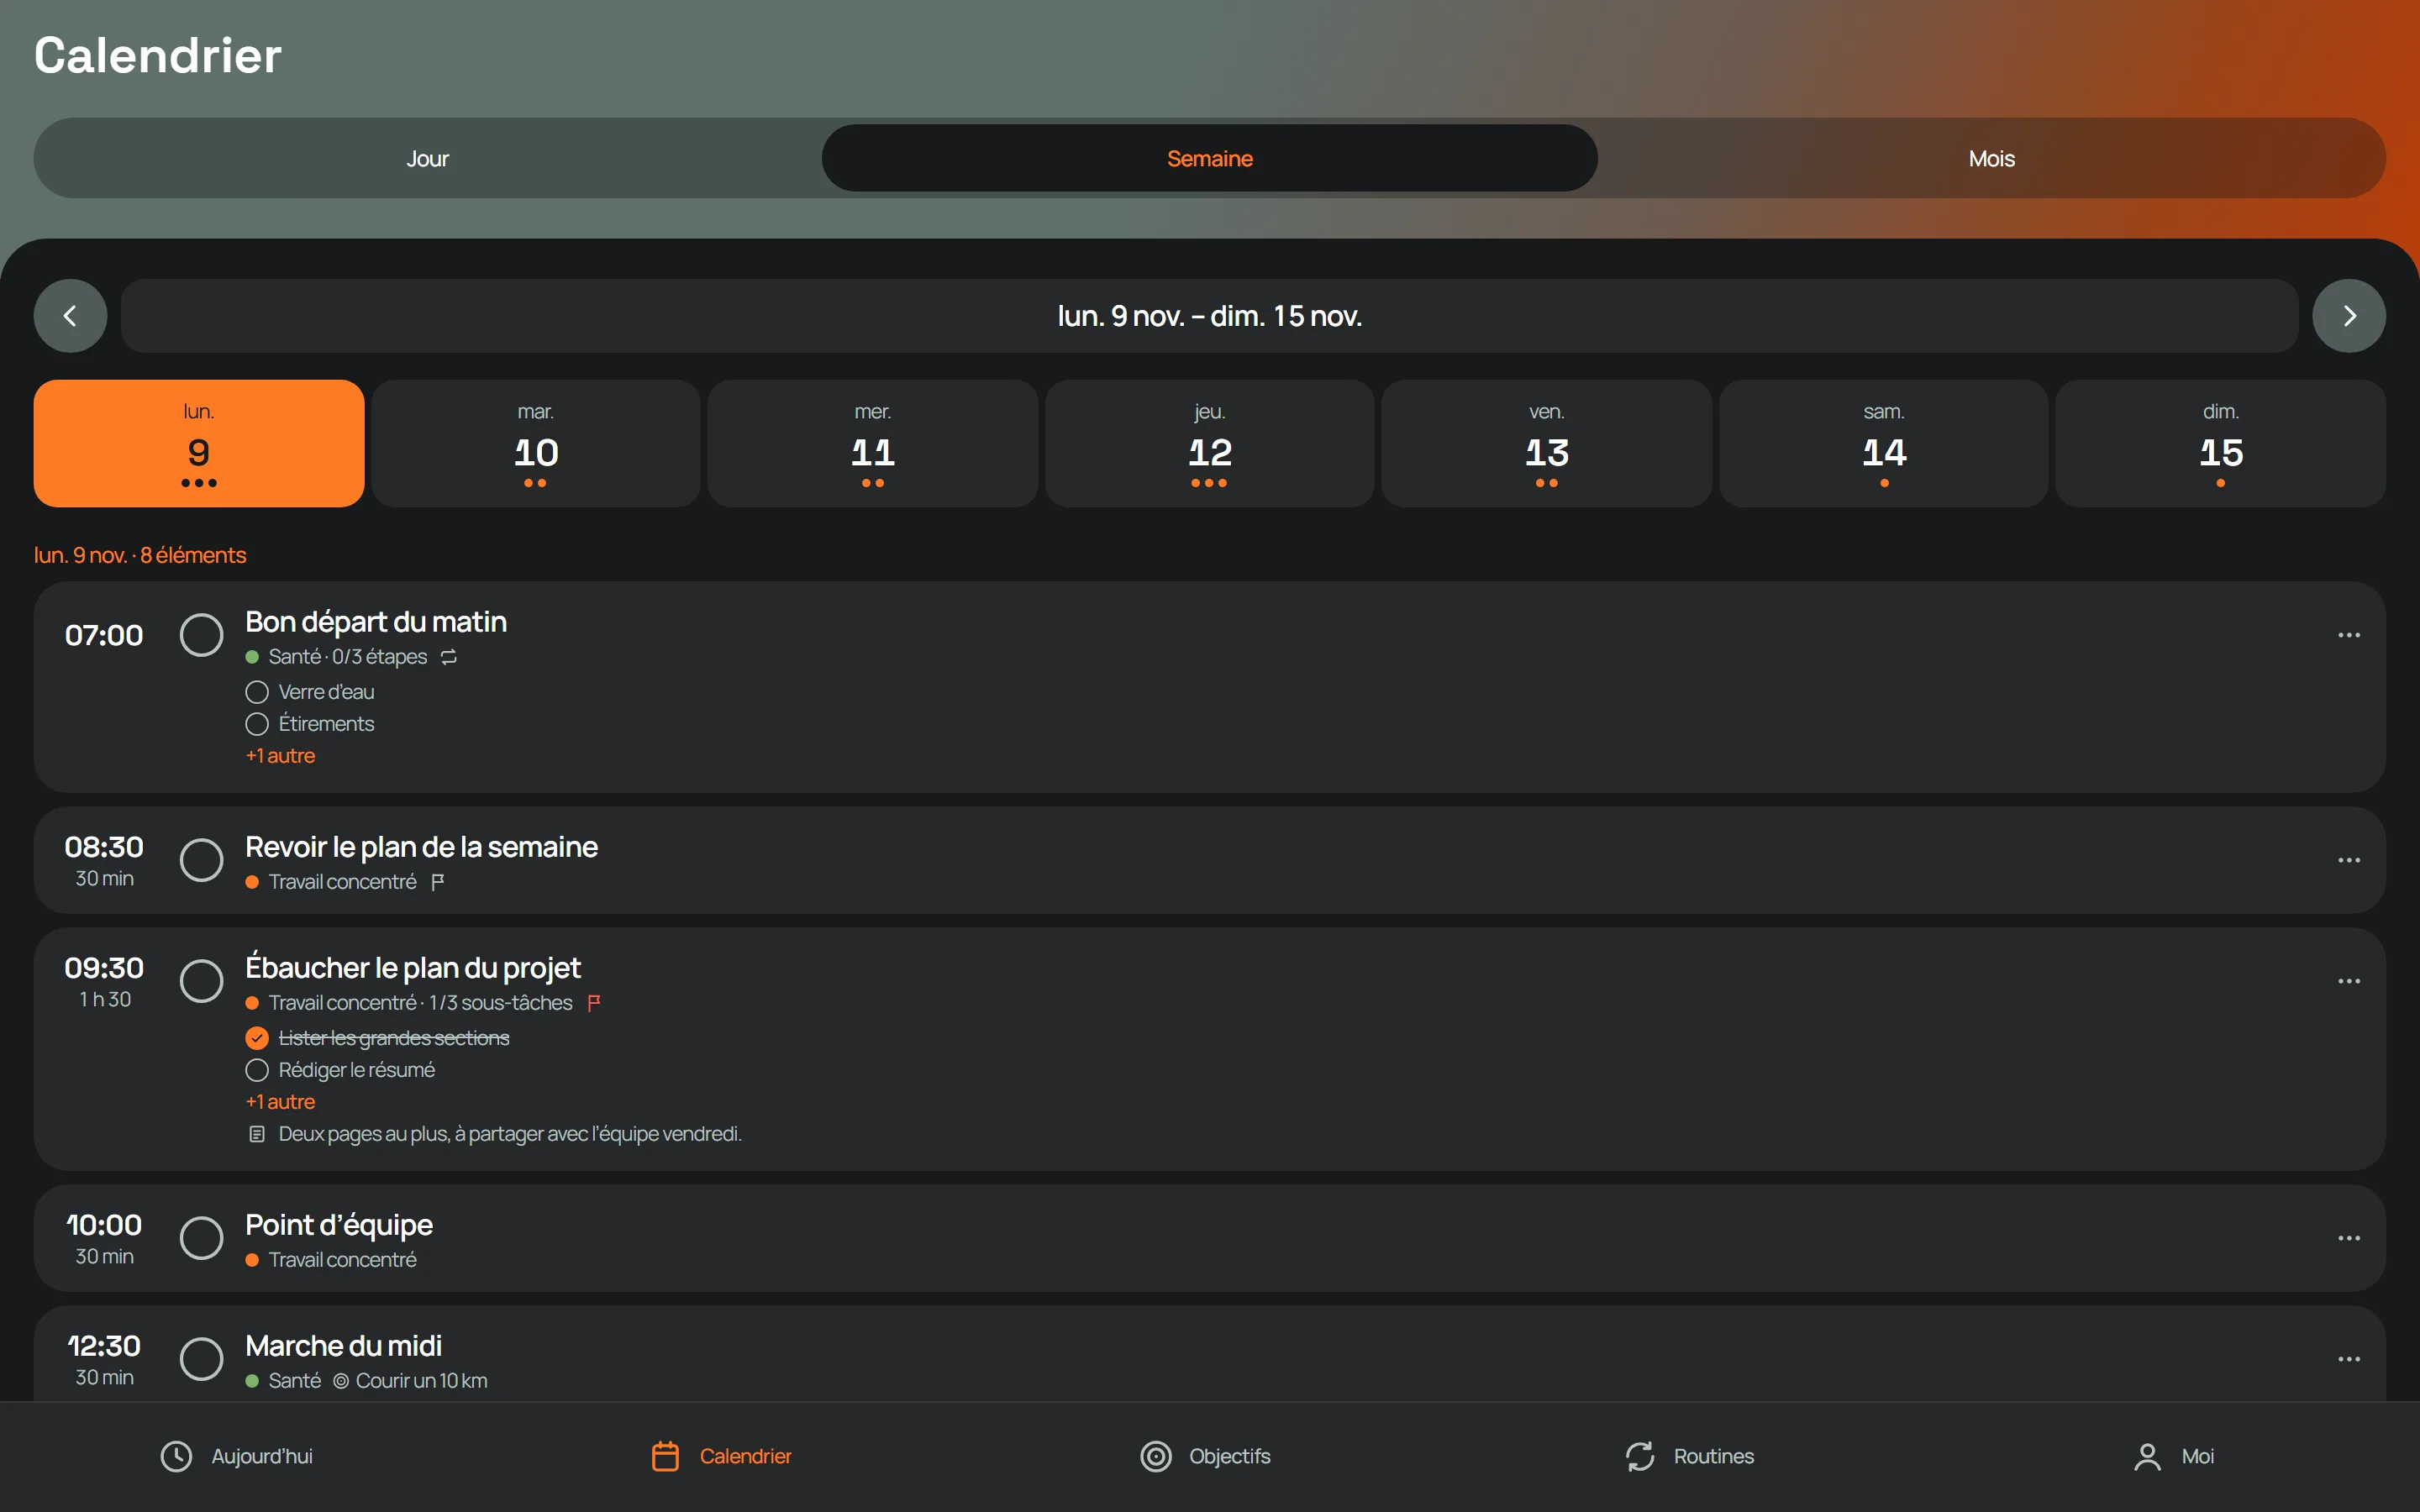 Calendrier
Jour
Semaine
Mois
lun. 9 nov. – dim. 15 nov.
lun.
9
mar.
10
mer.
11
jeu.
12
ven.
13
sam.
14
dim.
15
lun. 9 nov. · 8 éléments
07:00
Bon départ du matin
Santé · 0/3 étapes
Verre d’eau
Étirements
+1 autre
08:30
30 min
Revoir le plan de la semaine
Travail concentré
09:30
1 h 30
Ébaucher le plan du projet
Travail concentré · 1/3 sous-tâches
Lister les grandes sections
Rédiger le résumé
+1 autre
Deux pages au plus, à partager avec l’équipe vendredi.
10:00
30 min
Point d’équipe
Travail concentré
12:30
30 min
Marche du midi
Santé Courir un 10 km
Aujourd’hui
Calendrier
Objectifs
Routines
Moi